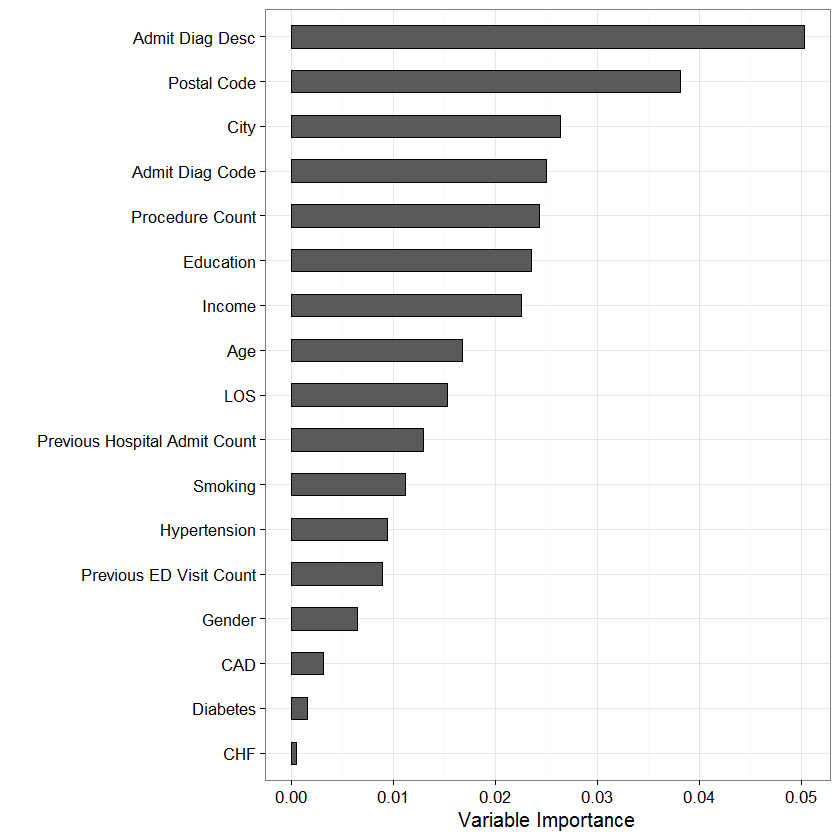 Admit Diag Desc
Postal Code
City
Admit Diag Code
Procedure Count
Education
Income
Age
LOS
Previous Hospital Admit Count
Smoking
Hypertension
Previous ED Visit Count
Gender
CAD
Diabetes
CHF
0.00 0.01 0.02 0.03 0.04 0.05
Variable Importance